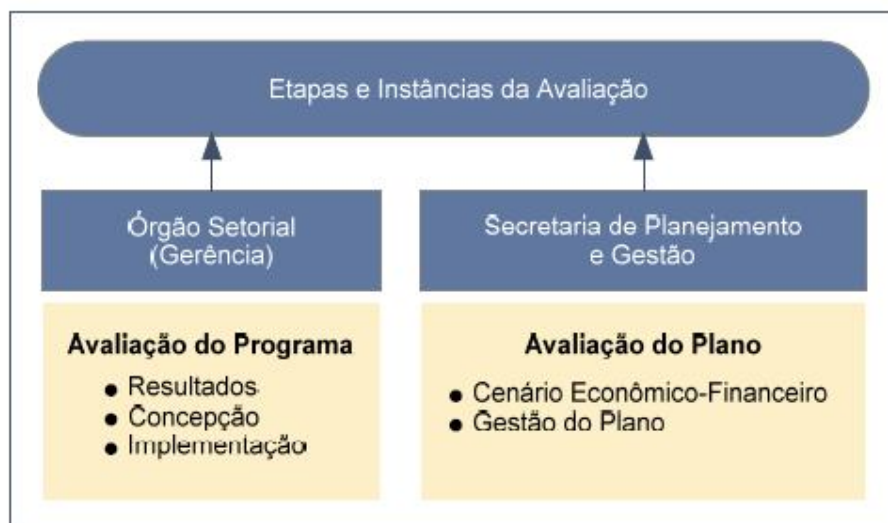 Etapas e Instâncias da Avaliação
Órgão Setorial
(Gerência)
Secretaria de Planejamento
e Gestão
Avaliação do Programa
● Resultados
● Concepção
● Implementação
Avaliação do Plano
● Cenário Econômico-Financeiro
● Gestão do Plano